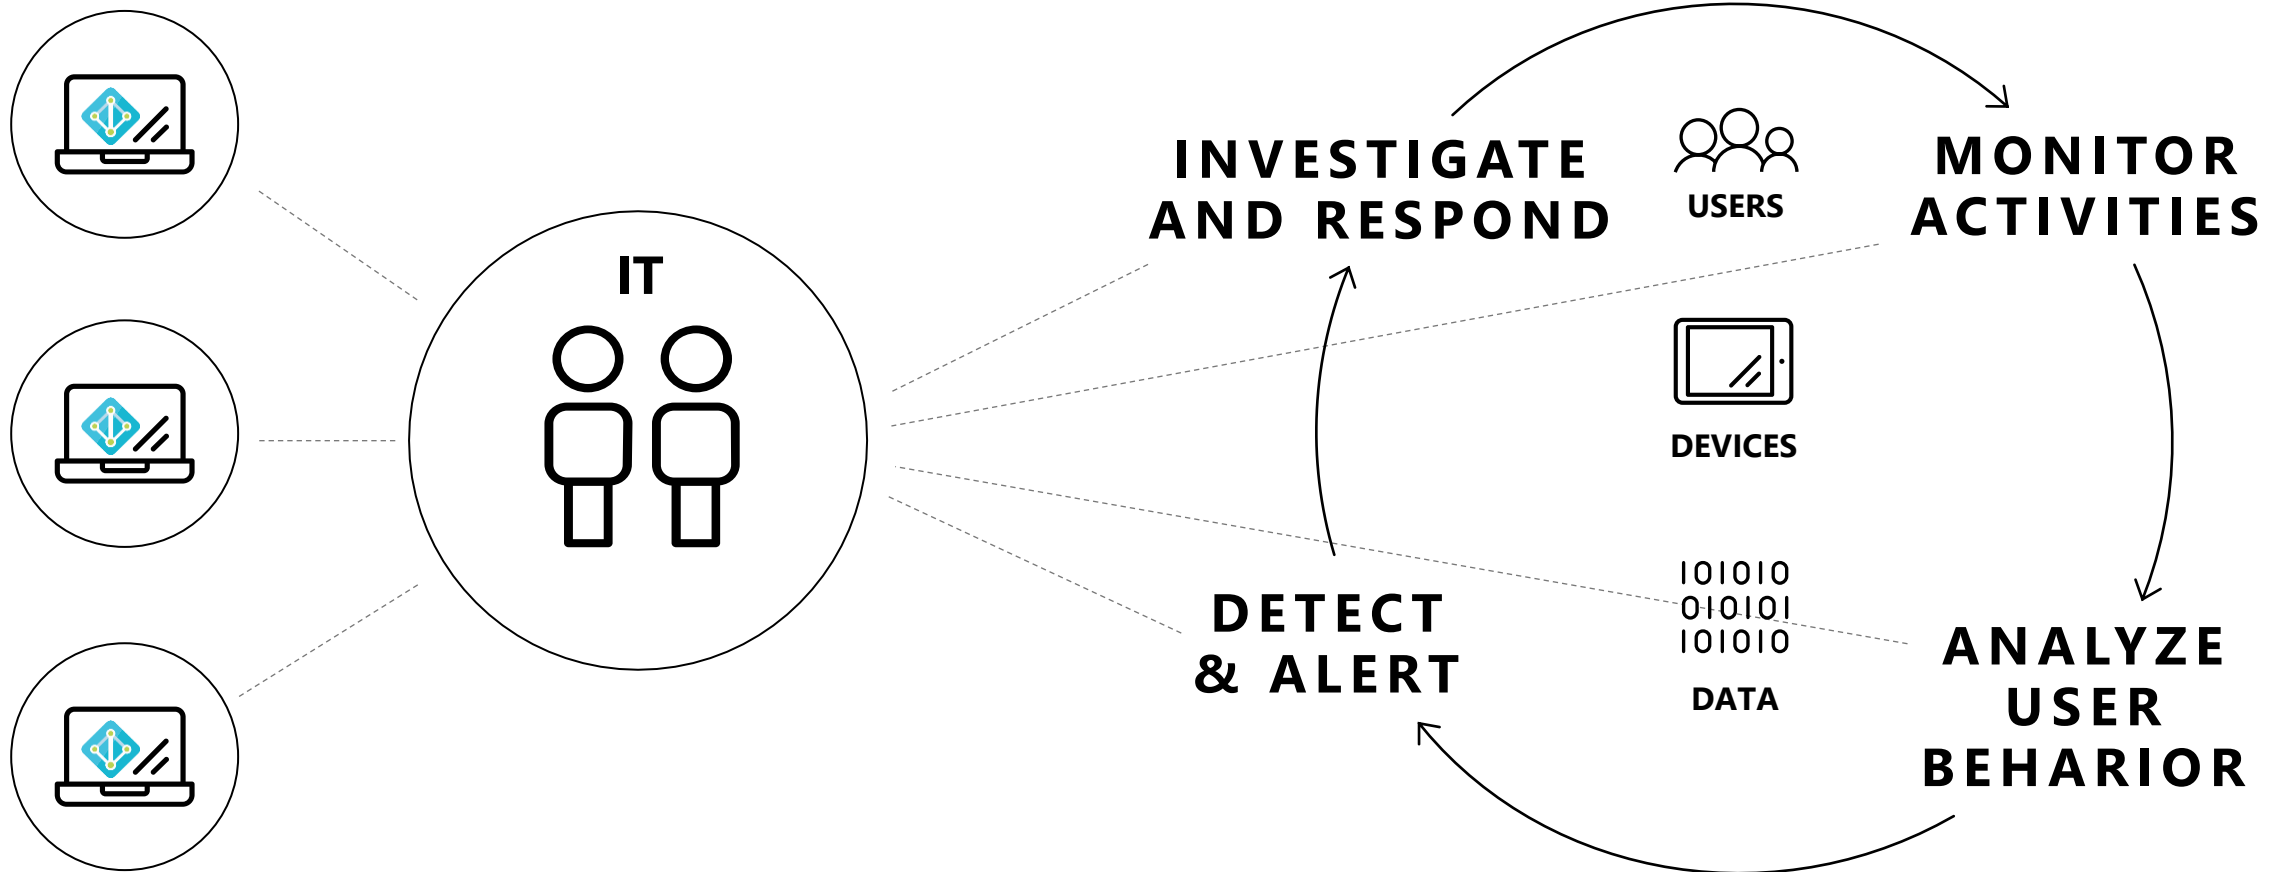 IT
INVESTIGATE
AND RESPOND
USERS
MONITOR
ACTIVITIES
DEVICES
DETECT
& ALERT
101010
010101
101010
DATA
ANALYZE
USER
BEHARIOR